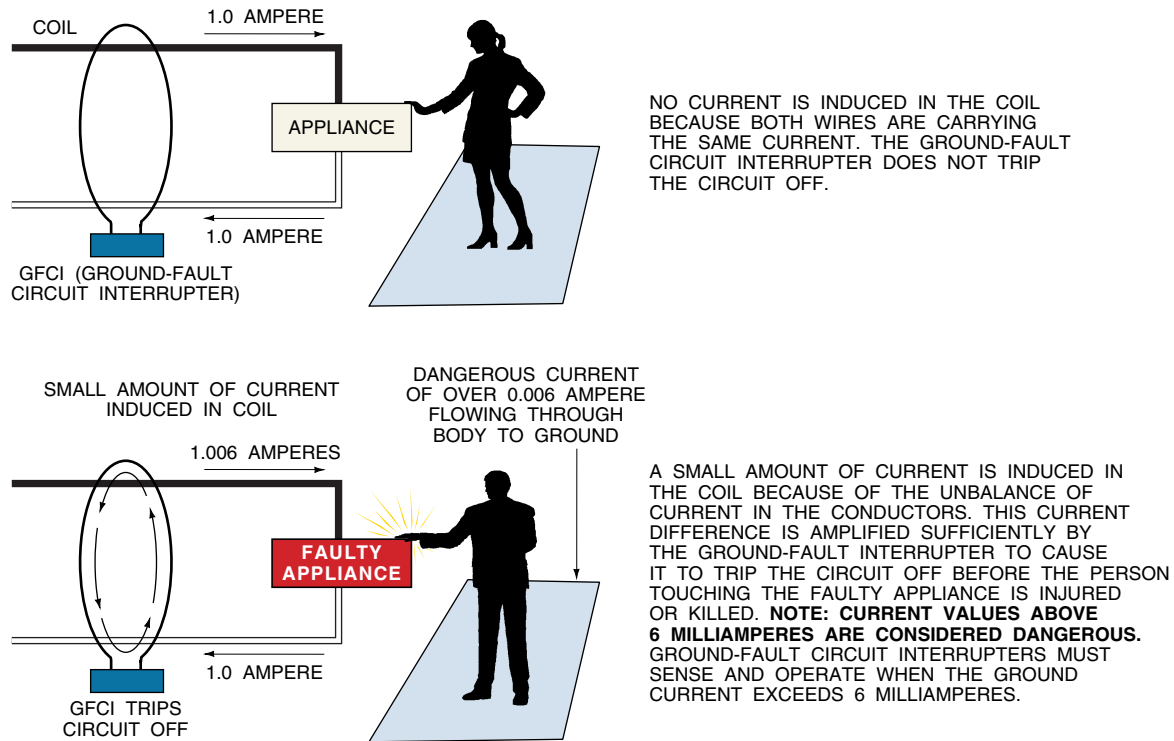 1.0 AMPERE
COIL
APPLIANCE
1.0 AMPERE
GFCI (GROUND-FAULT
CIRCUIT INTERRUPTER)
NO CURRENT IS INDUCED IN THE COIL
BECAUSE BOTH WIRES ARE CARRYING
THE SAME CURRENT. THE GROUND-FAULT
CIRCUIT INTERRUPTER DOES NOT TRIP
THE CIRCUIT OFF.
SMALL AMOUNT OF CURRENT
INDUCED IN COIL
DANGEROUS CURRENT
OF OVER 0.006 AMPERE
FLOWING THROUGH
BODY TO GROUND
1.006 AMPERES
FAULTY
APPLIANCE
1.0 AMPERE
GFCI TRIPS
CIRCUIT OFF
A SMALL AMOUNT OF CURRENT IS INDUCED IN
THE COIL BECAUSE OF THE UNBALANCE OF
CURRENT IN THE CONDUCTORS. THIS CURRENT
DIFFERENCE IS AMPLIFIED SUFFICIENTLY BY
THE GROUND-FAULT INTERRUPTER TO CAUSE
IT TO TRIP THE CIRCUIT OFF BEFORE THE PERSON
TOUCHING THE FAULTY APPLIANCE IS INJURED
OR KILLED. NOTE: CURRENT VALUES ABOVE
6 MILLIAMPERES ARE CONSIDERED DANGEROUS.
GROUND-FAULT CIRCUIT INTERRUPTERS MUST
SENSE AND OPERATE WHEN THE GROUND
CURRENT EXCEEDS 6 MILLIAMPERES.